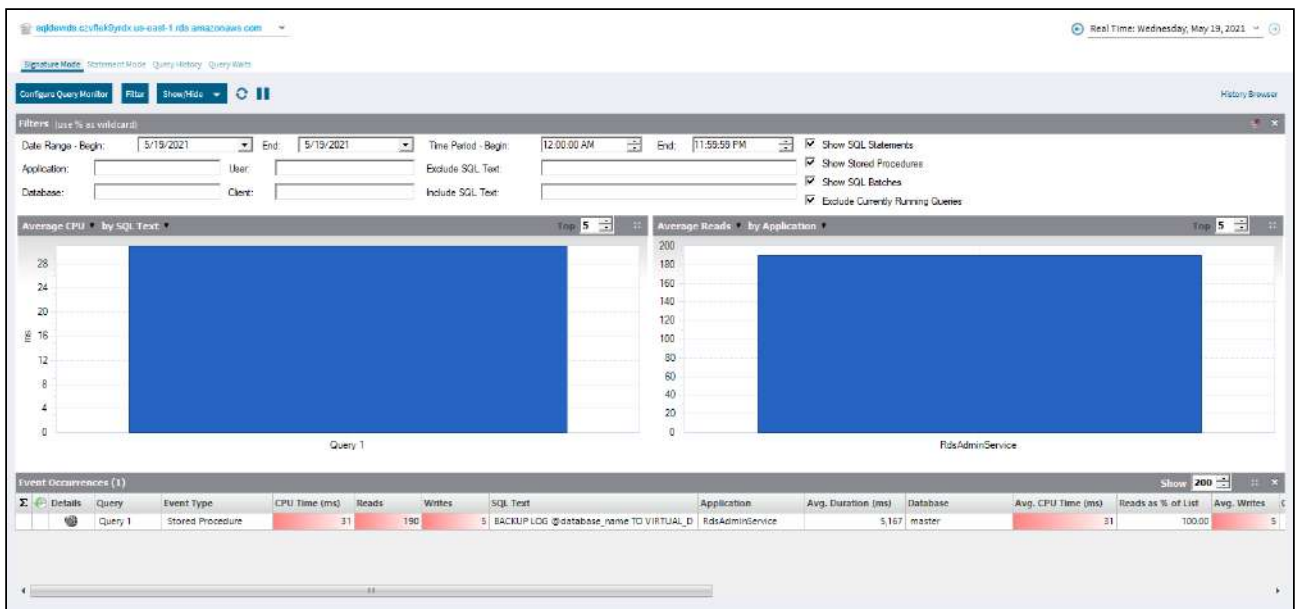 .us-east-1.rds.amazonaws.com
Real Time: Wednesday, May 19, 2021
Signature Mode Statement Mode Query History Query Waits
Configure Query Monitor Filter Show/Hide
History Browser
Filters (use % as wildcard)
Date Range - Begin: 5/19/2021 End: 5/19/2021 Time Period - Begin: 12:00:00 AM End: 11:59:59 PM Show SQL Statements
Application: User: Exclude SQL Text: Show Stored Procedures
Database: Client: Include SQL Text: Show SQL Batches
Exclude Currently Running Queries
Average CPU by SQL Text Top 5
28
24
20
16
12
8
4
0
ms
Query 1
Average Reads by Application Top 5
200
180
160
140
120
100
80
60
40
20
0
RdsAdminService
Event Occurrences (1) Show 200
Σ Details Query Event Type CPU Time (ms) Reads Writes SQL Text Application Avg. Duration (ms) Database Avg. CPU Time (ms) Reads as % of List Avg. Writes
Query 1 Stored Procedure 31 190 5 BACKUP LOG @database_name TO VIRTUAL_D RdsAdminService 5,167 master 31 100.00 5